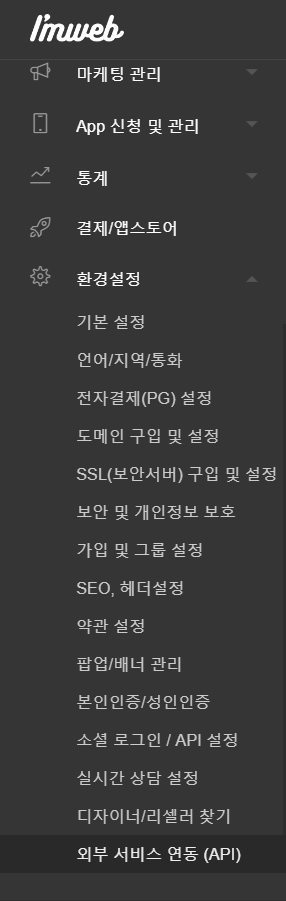 I'mweb
마케팅 관리
App 신청 및 관리
통계
결제/앱스토어
환경설정
기본 설정
언어/지역/통화
전자결제(PG) 설정
도메인 구입 및 설정
SSL(보안서버) 구입 및 설정
보안 및 개인정보 보호
가입 및 그룹 설정
SEO, 헤더설정
약관 설정
팝업/배너 관리
본인인증/성인인증
소셜 로그인 / API 설정
실시간 상담 설정
디자이너/리셀러 찾기
외부 서비스 연동 (API)